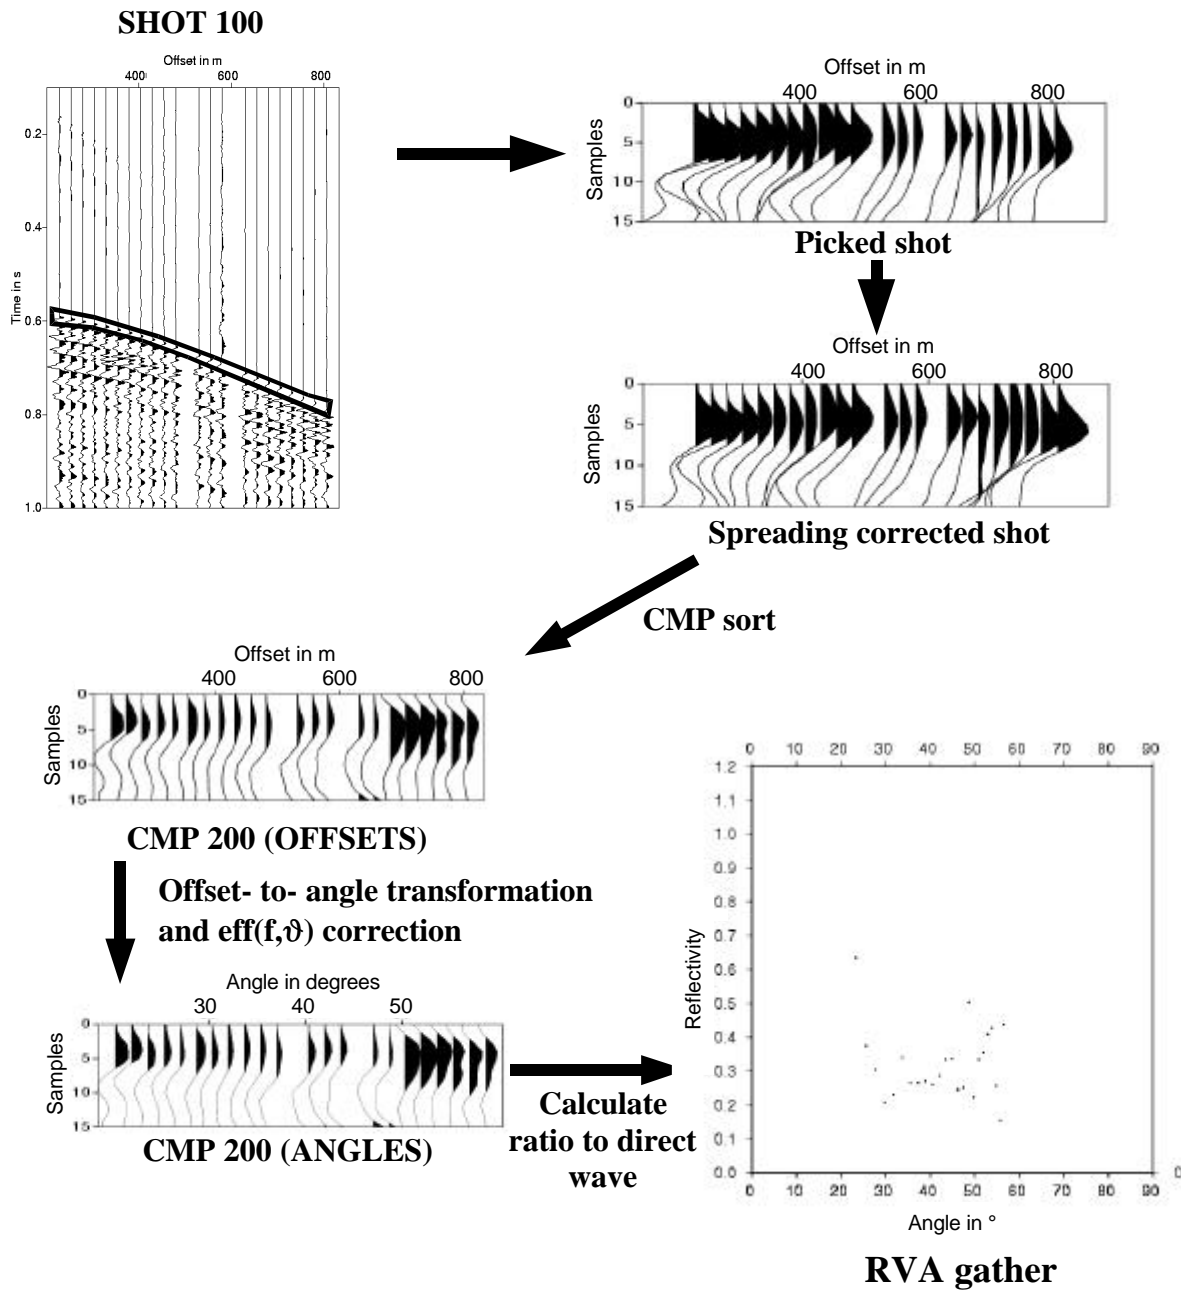 SHOT 100
Offset in m
400 600 800
0.2
0.4
0.6
0.8
1.0
Time in s
Offset in m
400 600 800
0
5
10
15
Samples
Picked shot
Offset in m
400 600 800
0
5
10
15
Samples
Spreading corrected shot
CMP sort
Offset in m
400 600 800
0
5
10
15
Samples
CMP 200 (OFFSETS)
Offset- to- angle transformation
and eff(f,ϑ) correction
Angle in degrees
30 40 50
0
5
10
15
Samples
CMP 200 (ANGLES)
Calculate
ratio to direct
wave
0 10 20 30 40 50 60 70 80 90
1.2
1.1
1.0
0.9
0.8
0.7
0.6
0.5
0.4
0.3
0.2
0.1
0.0
Reflectivity
0 10 20 30 40 50 60 70 80 90
Angle in °
RVA gather